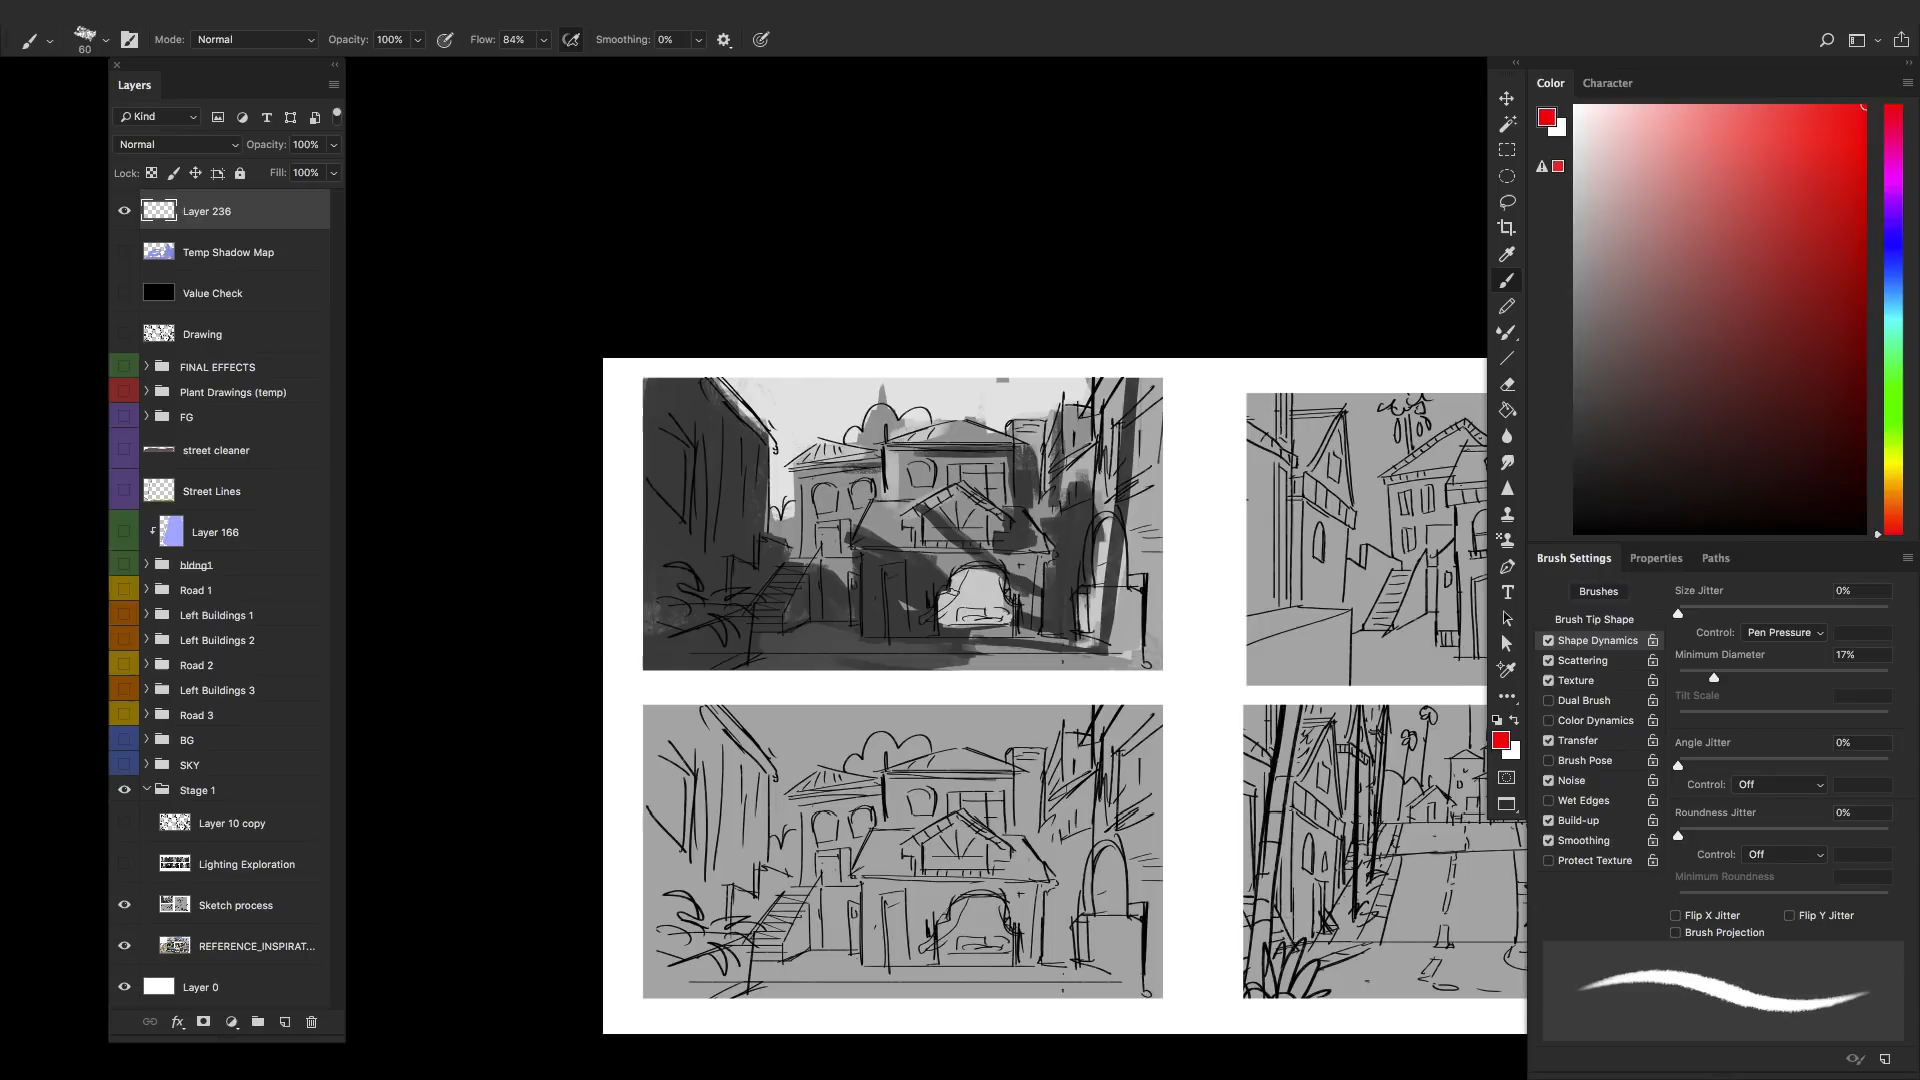 60
Mode: Normal
Opacity: 100%
Flow: 84%
Smoothing: 0%
Layers
Kind
Normal
Opacity: 100%
Lock:
Fill: 100%
Layer 236
Temp Shadow Map
Value Check
Drawing
FINAL EFFECTS
Plant Drawings (temp)
FG
street cleaner
Street Lines
Layer 166
bldng1
Road 1
Left Buildings 1
Left Buildings 2
Road 2
Left Buildings 3
Road 3
BG
SKY
Stage 1
Layer 10 copy
Lighting Exploration
Sketch process
REFERENCE_INSPIRAT...
Layer 0
fx
Color
Character
Brush Settings
Properties
Paths
Brushes
Brush Tip Shape
Shape Dynamics
Scattering
Texture
Dual Brush
Color Dynamics
Transfer
Brush Pose
Noise
Wet Edges
Build-up
Smoothing
Protect Texture
Size Jitter
0%
Control: Pen Pressure
Minimum Diameter
17%
Tilt Scale
Angle Jitter
0%
Control: Off
Roundness Jitter
0%
Control: Off
Minimum Roundness
Flip X Jitter
Flip Y Jitter
Brush Projection